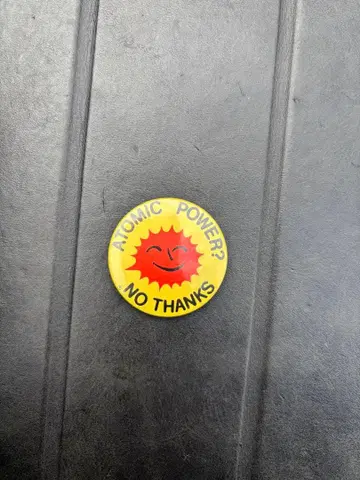 ATOMIC POWER?
NO THANKS